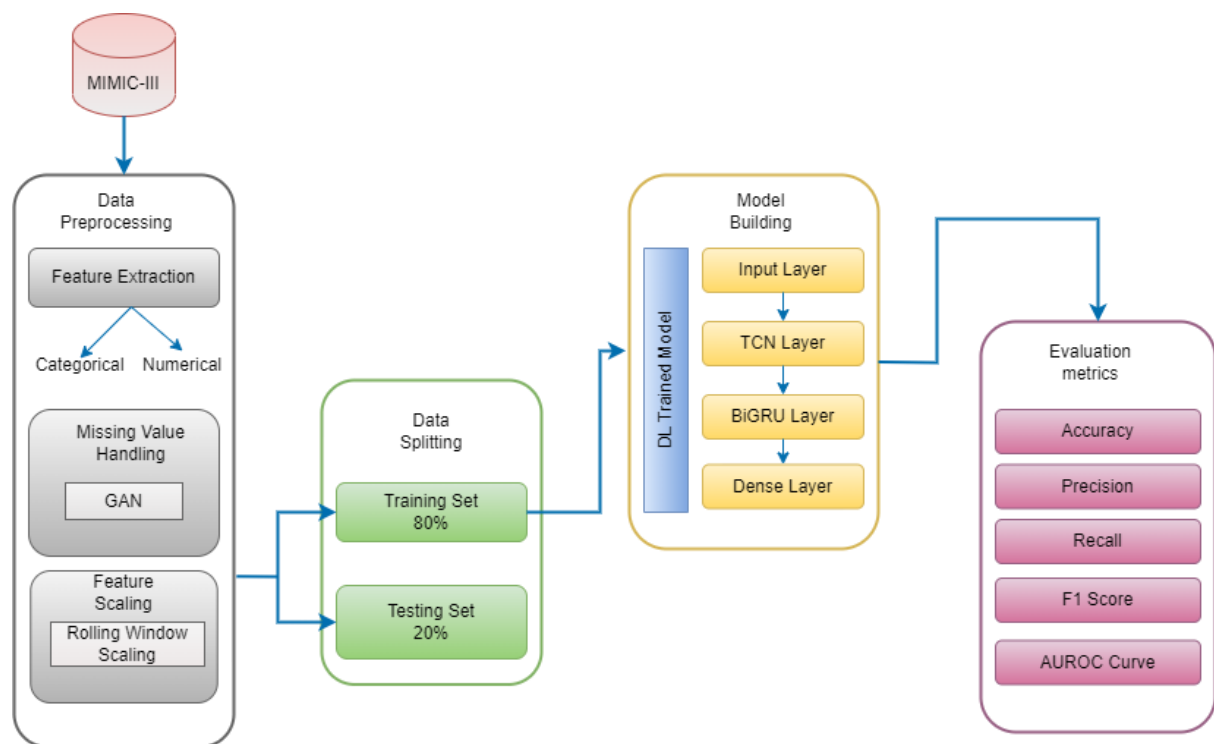 MIMIC-III
Data
Preprocessing
Feature Extraction
Categorical
Numerical
Missing Value
Handling
GAN
Feature
Scaling
Rolling Window
Scaling
Data
Splitting
Training Set
80%
Testing Set
20%
Model
Building
DL Trained Model
Input Layer
TCN Layer
BiGRU Layer
Dense Layer
Evaluation
metrics
Accuracy
Precision
Recall
F1 Score
AUROC Curve